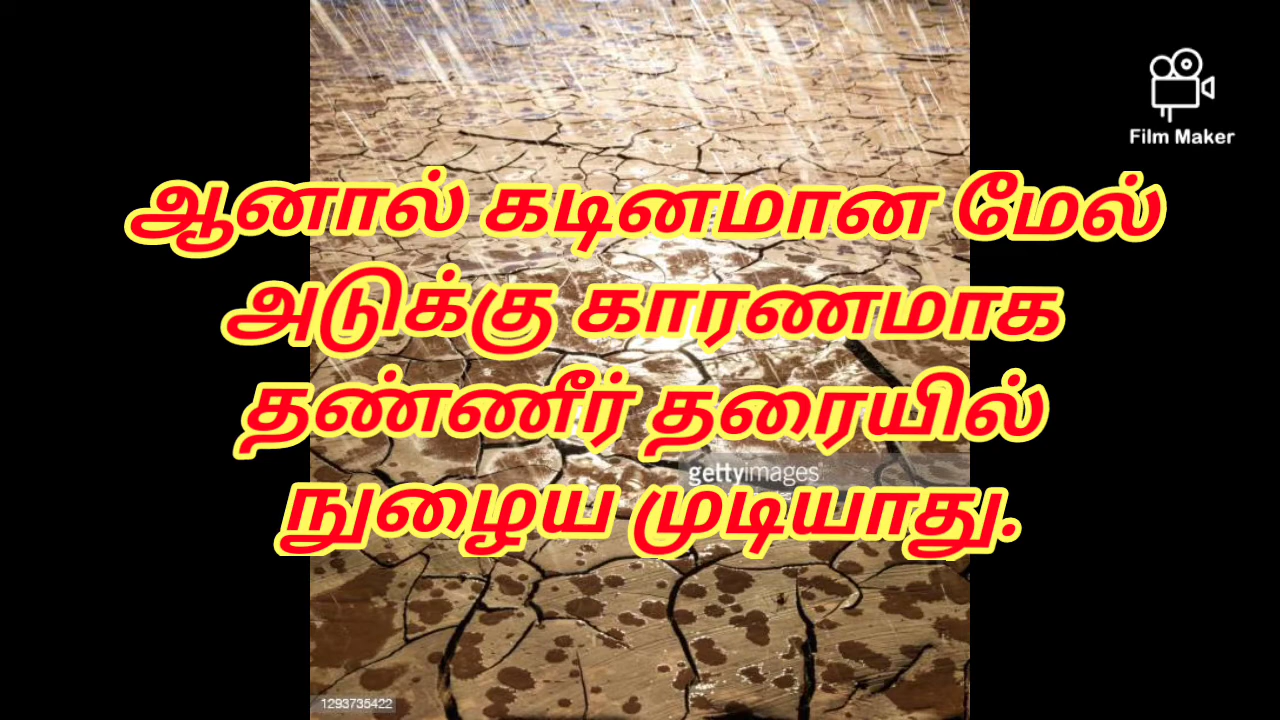 Film Maker
ஆனால் கடினமான மேல்
அடுக்கு காரணமாக
தண்ணீர் தரையில்
gettyimages
நுழைய முடியாது.
1293735422